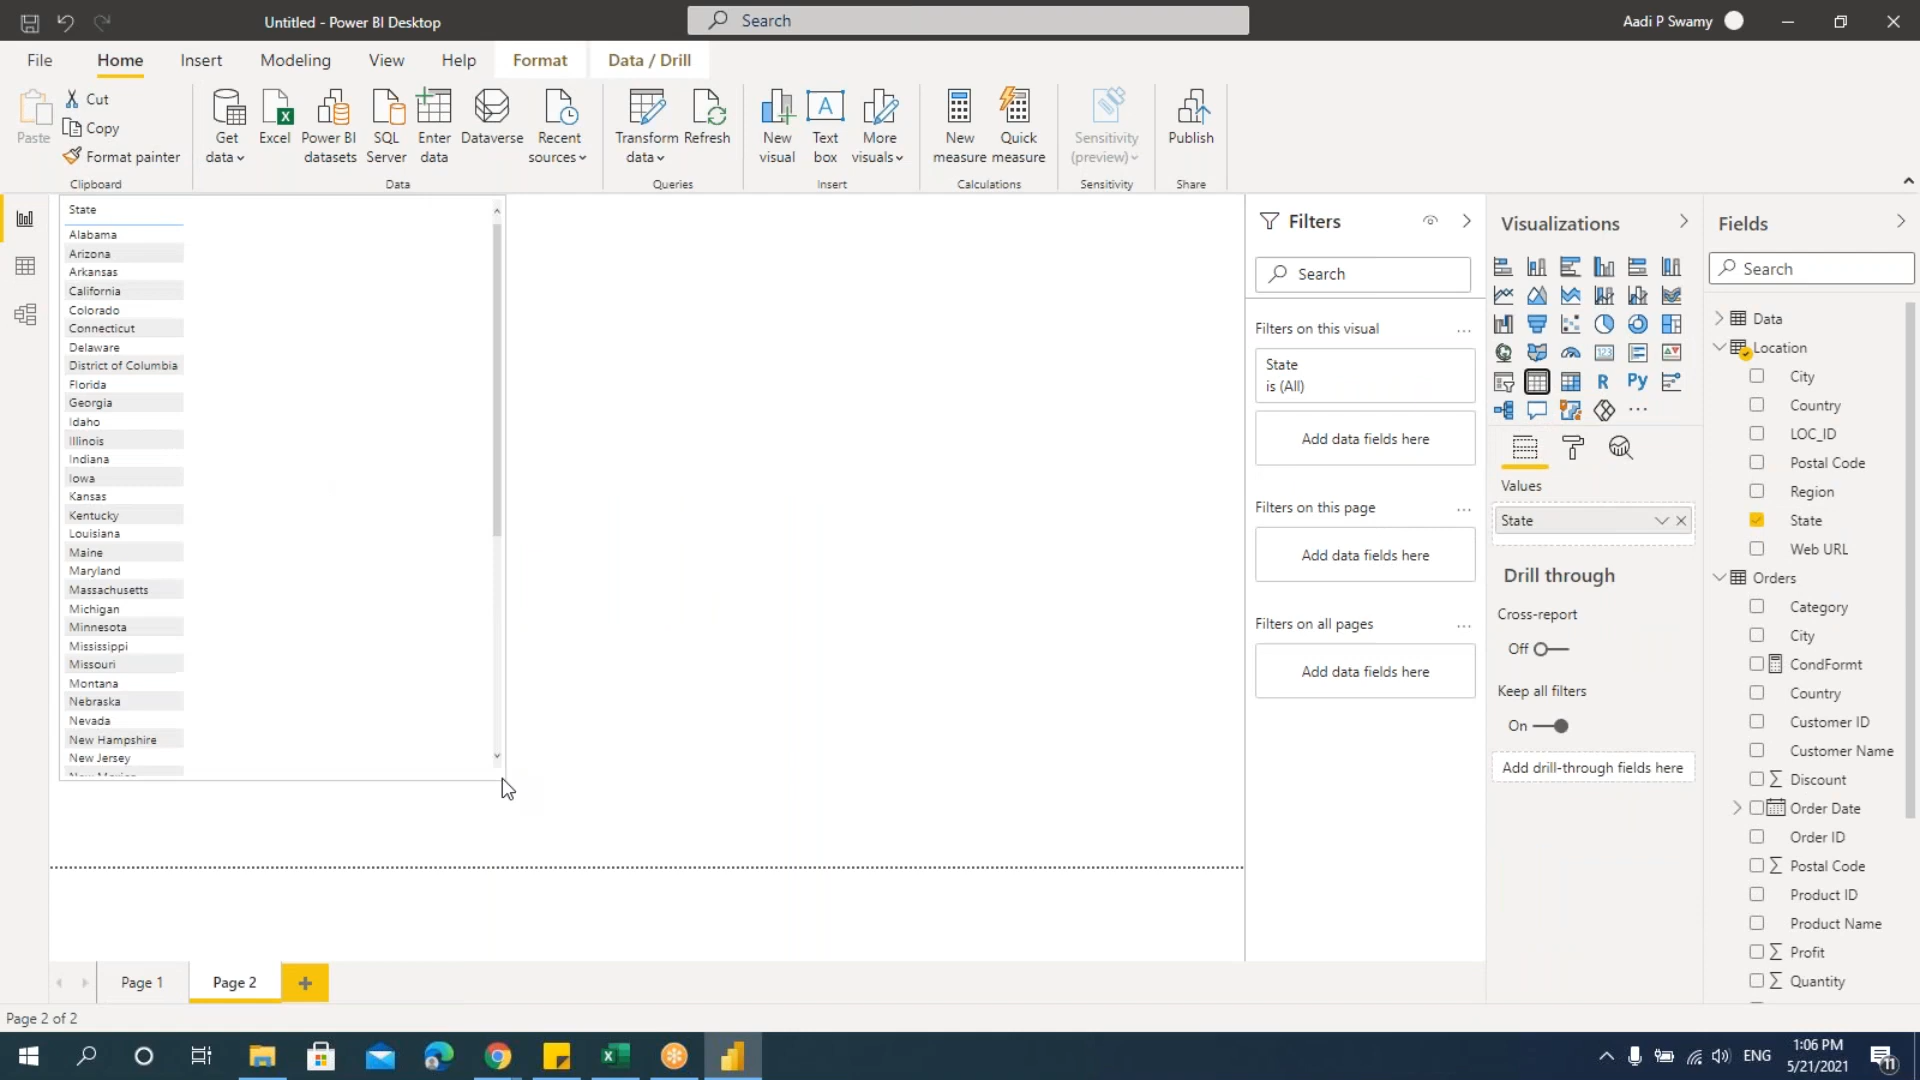 Untitled - Power BI Desktop
Search
Aadi P Swamy
File
Home
Insert
Modeling
View
Help
Format
Data / Drill
Paste
Cut
Copy
Format painter
Clipboard
Get
data
Excel
Power BI
datasets
SQL
Server
Enter
data
Dataverse
Recent
sources
Data
Transform
data
Refresh
Queries
New
visual
Text
box
More
visuals
Insert
New
measure
Quick
measure
Calculations
Sensitivity
(preview)
Sensitivity
Publish
Share
State
Alabama
Arizona
Arkansas
California
Colorado
Connecticut
Delaware
District of Columbia
Florida
Georgia
Idaho
Illinois
Indiana
Iowa
Kansas
Kentucky
Louisiana
Maine
Maryland
Massachusetts
Michigan
Minnesota
Mississippi
Missouri
Montana
Nebraska
Nevada
New Hampshire
New Jersey
Filters
Search
Filters on this visual
...
State
is (All)
Add data fields here
Filters on this page
...
Add data fields here
Filters on all pages
...
Add data fields here
Visualizations
123
R
Py
...
Values
State
Drill through
Cross-report
Off
Keep all filters
On
Add drill-through fields here
Fields
Search
Data
Location
City
Country
LOC_ID
Postal Code
Region
State
Web URL
Orders
Category
City
CondFormt
Country
Customer ID
Customer Name
Σ Discount
Order Date
Order ID
Σ Postal Code
Product ID
Product Name
Σ Profit
Σ Quantity
Page 1
Page 2
+
Page 2 of 2
ENG
1:06 PM
5/21/2021
11